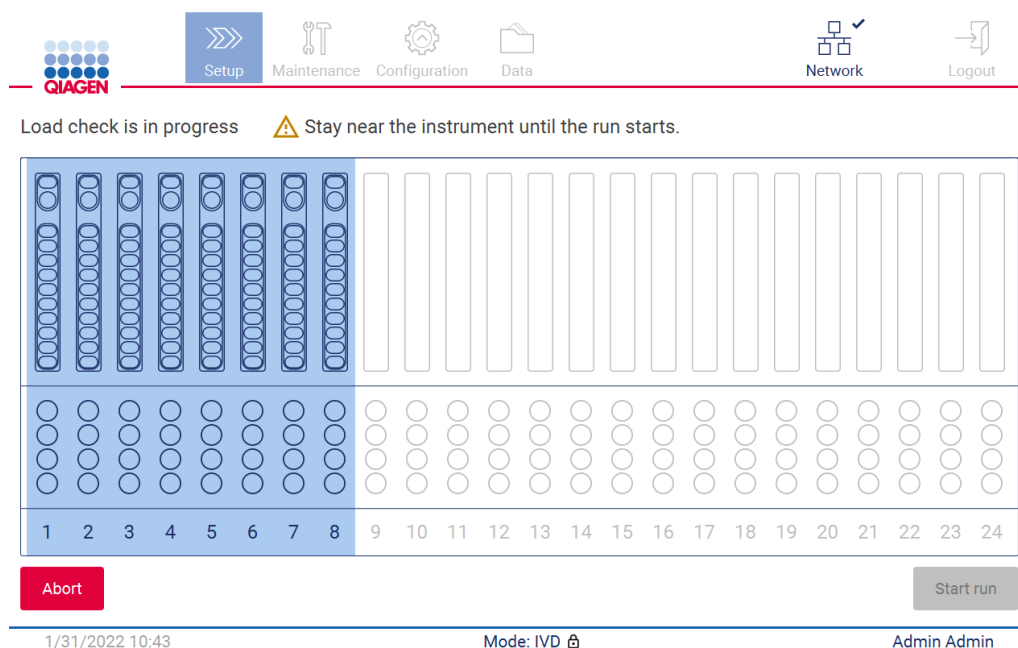 QIAGEN
Setup Maintenance Configuration Data Network Logout
Load check is in progress Stay near the instrument until the run starts.
1 2 3 4 5 6 7 8 9 10 11 12 13 14 15 16 17 18 19 20 21 22 23 24
Abort Start run
1/31/2022 10:43 Mode: IVD Admin Admin